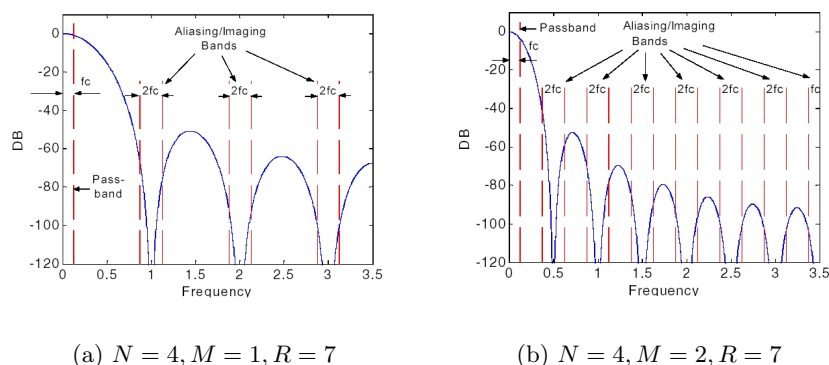 Aliasing/Imaging
Bands
0
-20
-40
-60
-80
-100
-120
DB
fc
2fc
2fc
2fc
Pass-
band
0
0.5
1
1.5
2
2.5
3
3.5
Frequency
(a) N = 4, M = 1, R = 7
Passband
Aliasing/Imaging
Bands
0
-20
-40
-60
-80
-100
-120
DB
fc
2fc
2fc
2fc
2fc
2fc
2fc
fc
0
0.5
1
1.5
2
2.5
3
3.5
Frequency
(b) N = 4, M = 2, R = 7